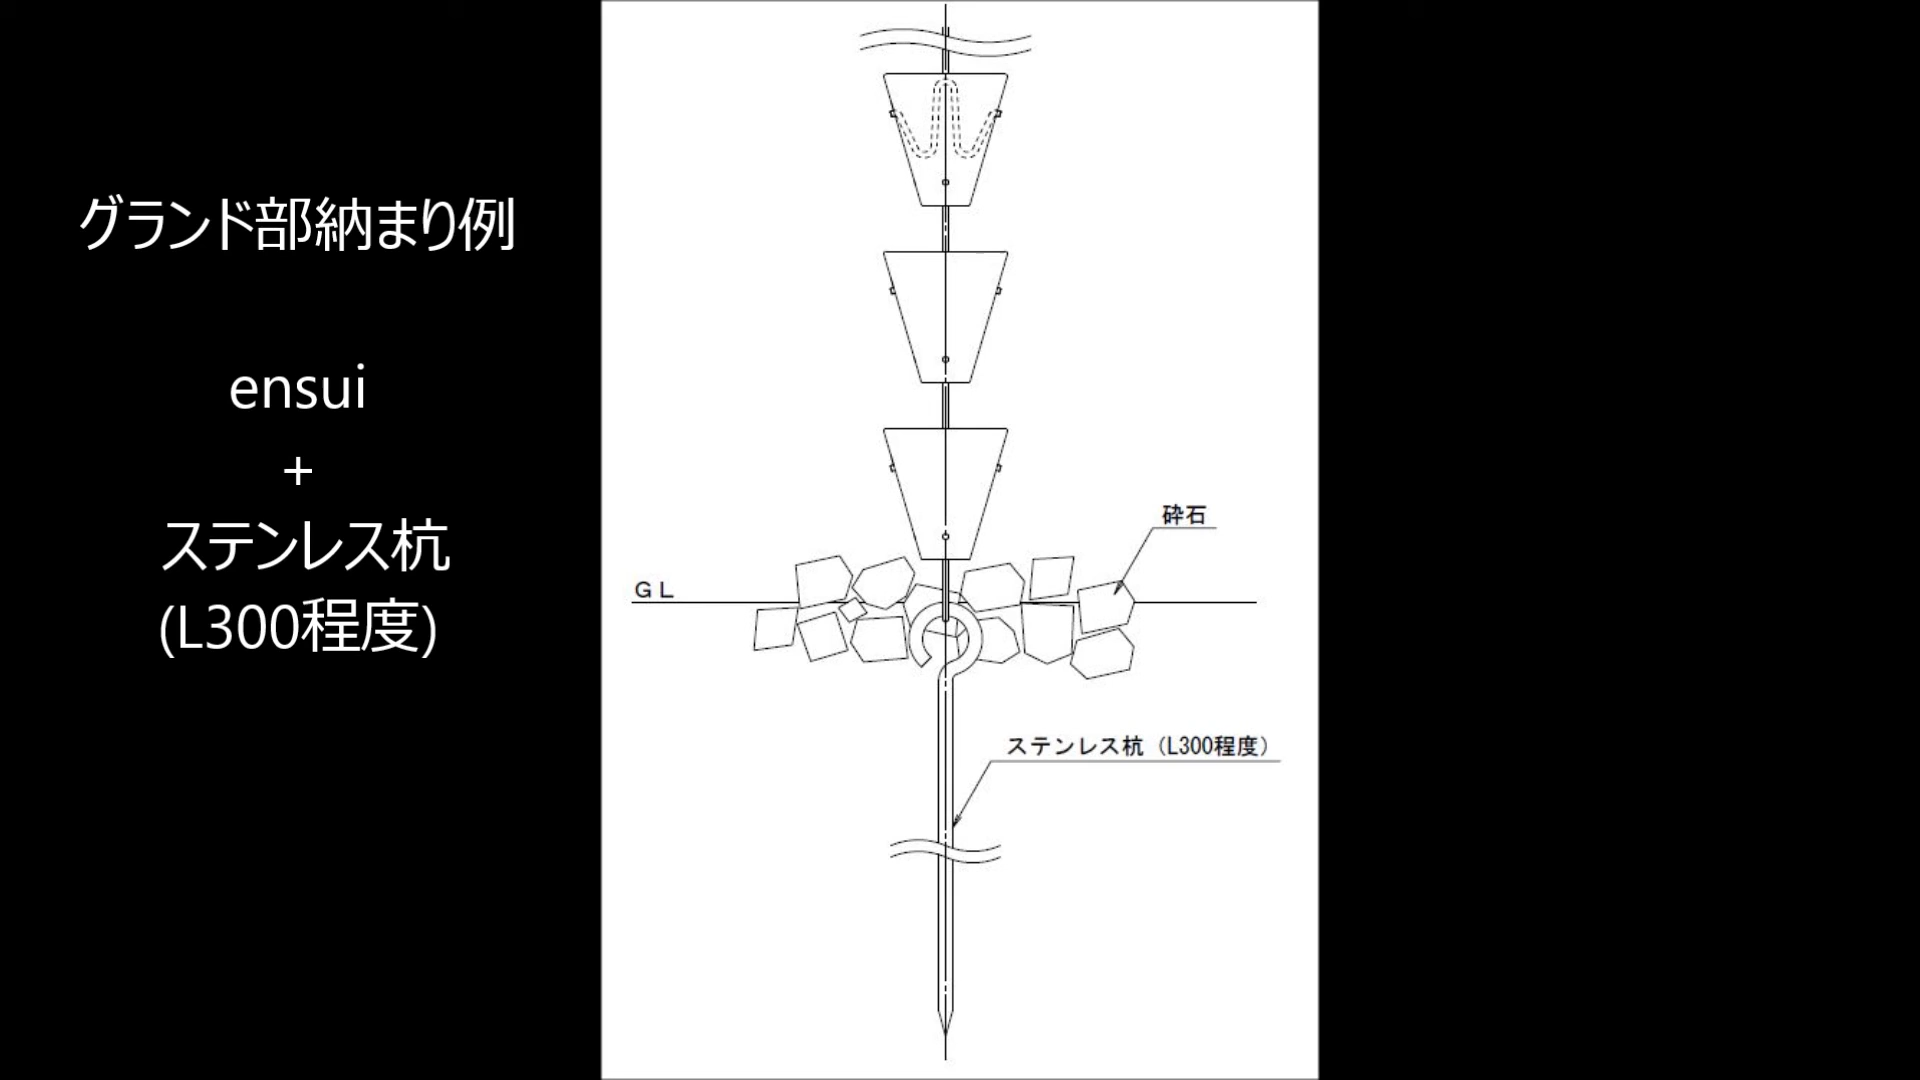 グランド部納まり例
ensui
+
ステンレス杭
(L300程度)
砕石
GL
ステンレス杭（L300程度）